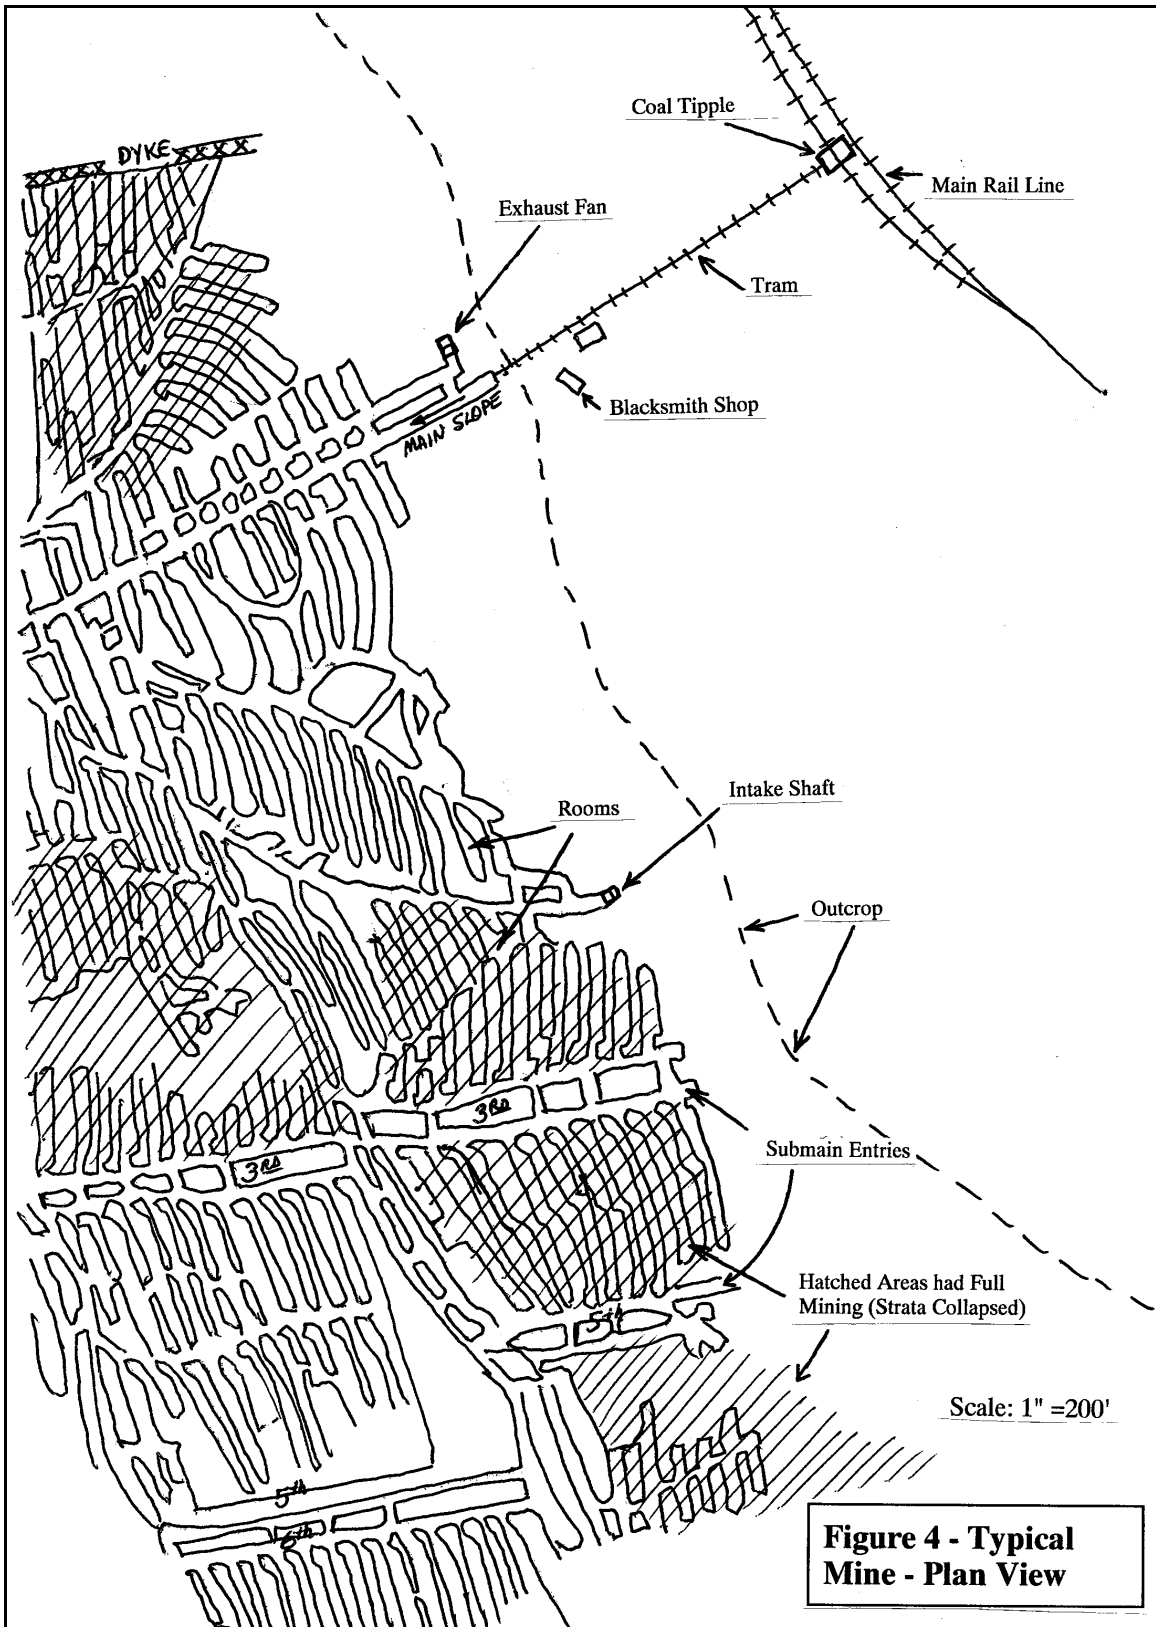 Coal Tipple
DYKE
Main Rail Line
Exhaust Fan
Tram
Blacksmith Shop
MAIN SLOPE
Intake Shaft
Rooms
Outcrop
3RD
Submain Entries
3RD
Hatched Areas had Full
Mining (Strata Collapsed)
5th
Scale: 1" =200'
5th
6th
Figure 4 - Typical
Mine - Plan View